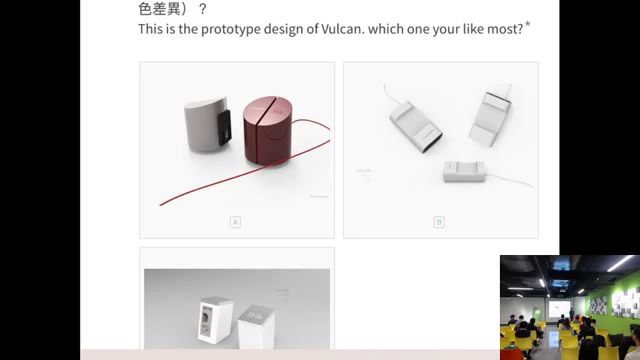 色差異）？
This is the prototype design of Vulcan. which one your like most?*
A
B